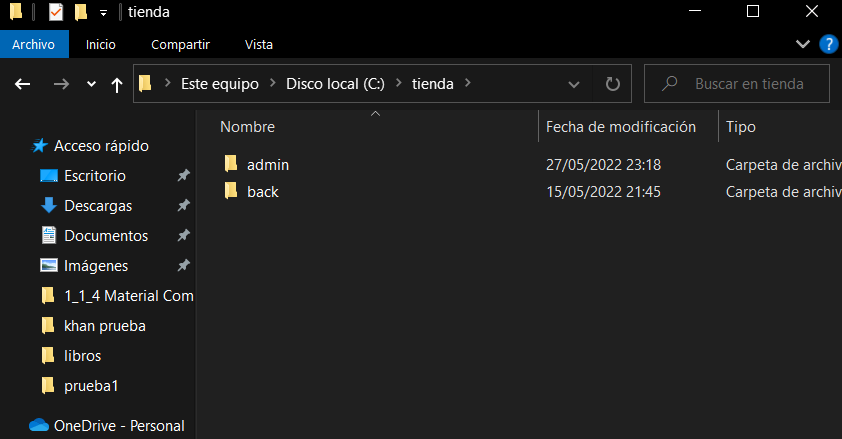 tienda
Archivo Inicio Compartir Vista
Este equipo Disco local (C:) tienda
Buscar en tienda
Nombre Fecha de modificación Tipo
admin 27/05/2022 23:18 Carpeta de archiv
back 15/05/2022 21:45 Carpeta de archiv
Acceso rápido
Escritorio
Descargas
Documentos
Imágenes
1_1_4 Material Com
khan prueba
libros
prueba1
OneDrive - Personal